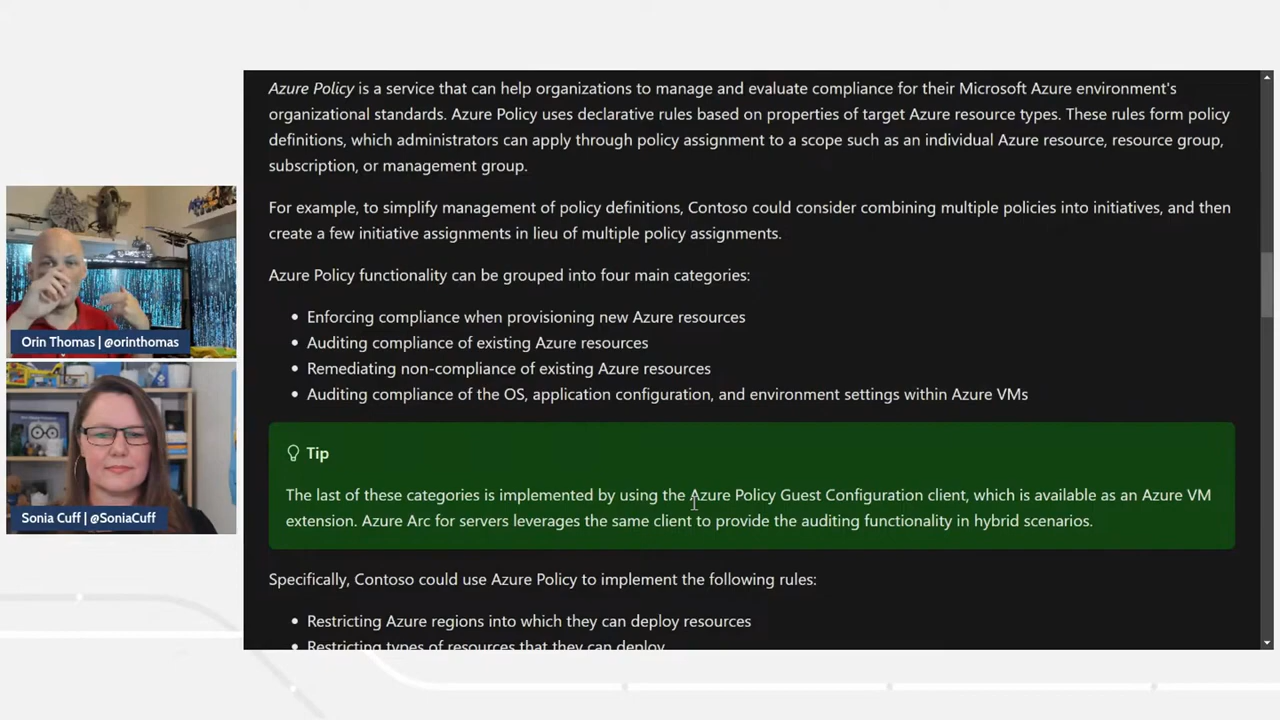 Azure Policy is a service that can help organizations to manage and evaluate compliance for their Microsoft Azure environment's
organizational standards. Azure Policy uses declarative rules based on properties of target Azure resource types. These rules form policy
definitions, which administrators can apply through policy assignment to a scope such as an individual Azure resource, resource group,
subscription, or management group.
For example, to simplify management of policy definitions, Contoso could consider combining multiple policies into initiatives, and then
create a few initiative assignments in lieu of multiple policy assignments.
Azure Policy functionality can be grouped into four main categories:
• Enforcing compliance when provisioning new Azure resources
• Auditing compliance of existing Azure resources
• Remediating non-compliance of existing Azure resources
• Auditing compliance of the OS, application configuration, and environment settings within Azure VMs
Tip
The last of these categories is implemented by using the Azure Policy Guest Configuration client, which is available as an Azure VM
extension. Azure Arc for servers leverages the same client to provide the auditing functionality in hybrid scenarios.
Specifically, Contoso could use Azure Policy to implement the following rules:
• Restricting Azure regions into which they can deploy resources
• Restricting types of resources that they can deploy
Orin Thomas | @orinthomas
Sonia Cuff | @SoniaCuff